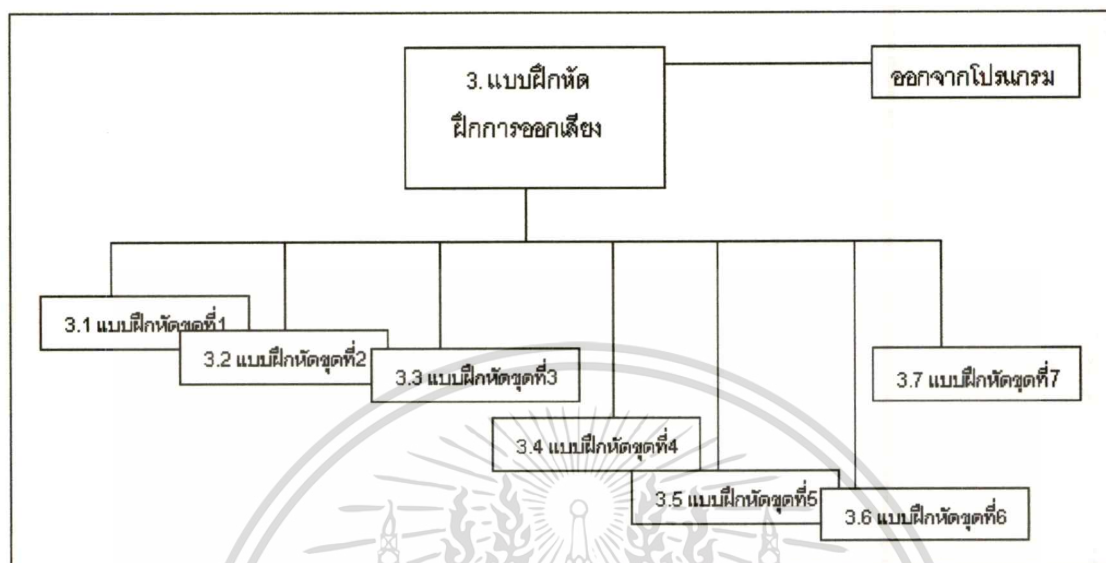 3. แบบฝึกหัด
ฝึกการออกเสียง
ออกจากโปรแกรม
3.1 แบบฝึกหัดชุดที่1
3.2 แบบฝึกหัดชุดที่2
3.3 แบบฝึกหัดชุดที่3
3.7 แบบฝึกหัดชุดที่7
3.4 แบบฝึกหัดชุดที่4
3.5 แบบฝึกหัดชุดที่5
3.6 แบบฝึกหัดชุดที่6